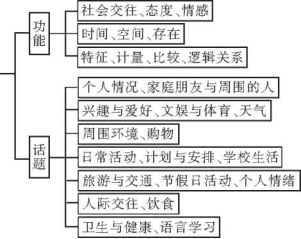 功能
社会交往、态度、情感
时间、空间、存在
特征、计量、比较、逻辑关系
话题
个人情况、家庭朋友与周围的人
兴趣与爱好、文娱与体育、天气
周围环境、购物
日常活动、计划与安排、学校生活
旅游与交通、节假日活动、个人情绪
人际交往、饮食
卫生与健康、语言学习